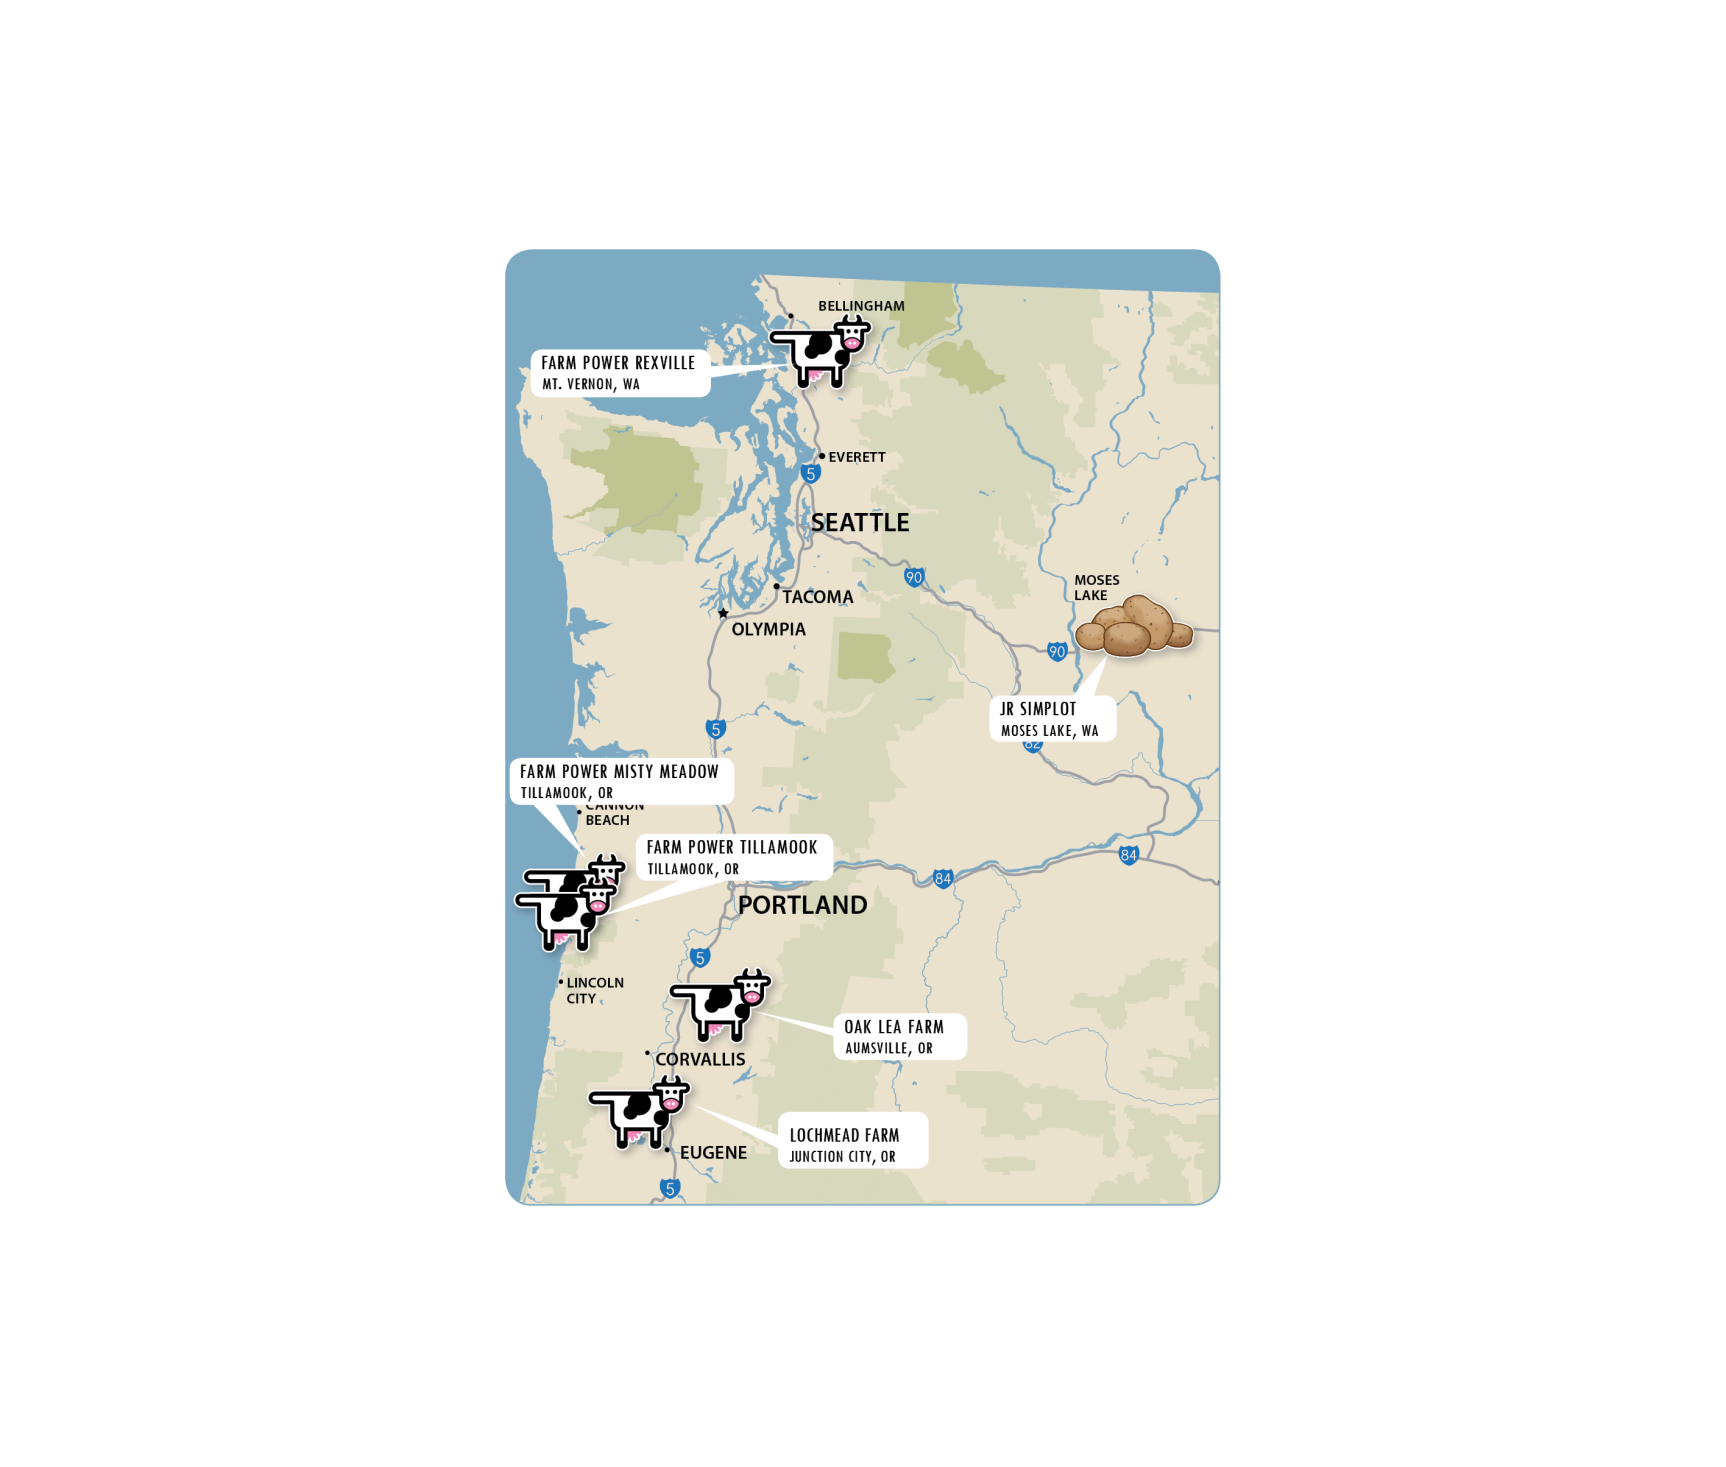 BELLINGHAM
FARM POWER REXVILLE
MT. VERNON, WA
EVERETT
5
SEATTLE
90
MOSES
LAKE
TACOMA
OLYMPIA
90
JR SIMPLOT
MOSES LAKE, WA
5
82
FARM POWER MISTY MEADOW
TILLAMOOK, OR
CANNON
BEACH
FARM POWER TILLAMOOK
TILLAMOOK, OR
84
84
PORTLAND
5
LINCOLN
CITY
OAK LEA FARM
AUMSVILLE, OR
CORVALLIS
LOCHMEAD FARM
JUNCTION CITY, OR
EUGENE
5